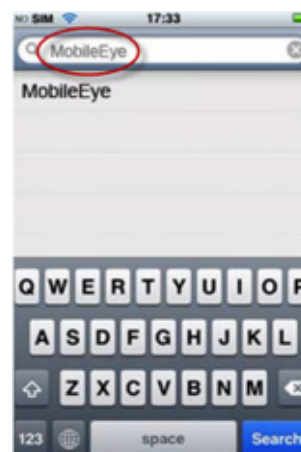 NO SIM 17:33
MobileEye
MobileEye
Q W E R T Y U I O P
A S D F G H J K L
Z X C V B N M
123 space Search